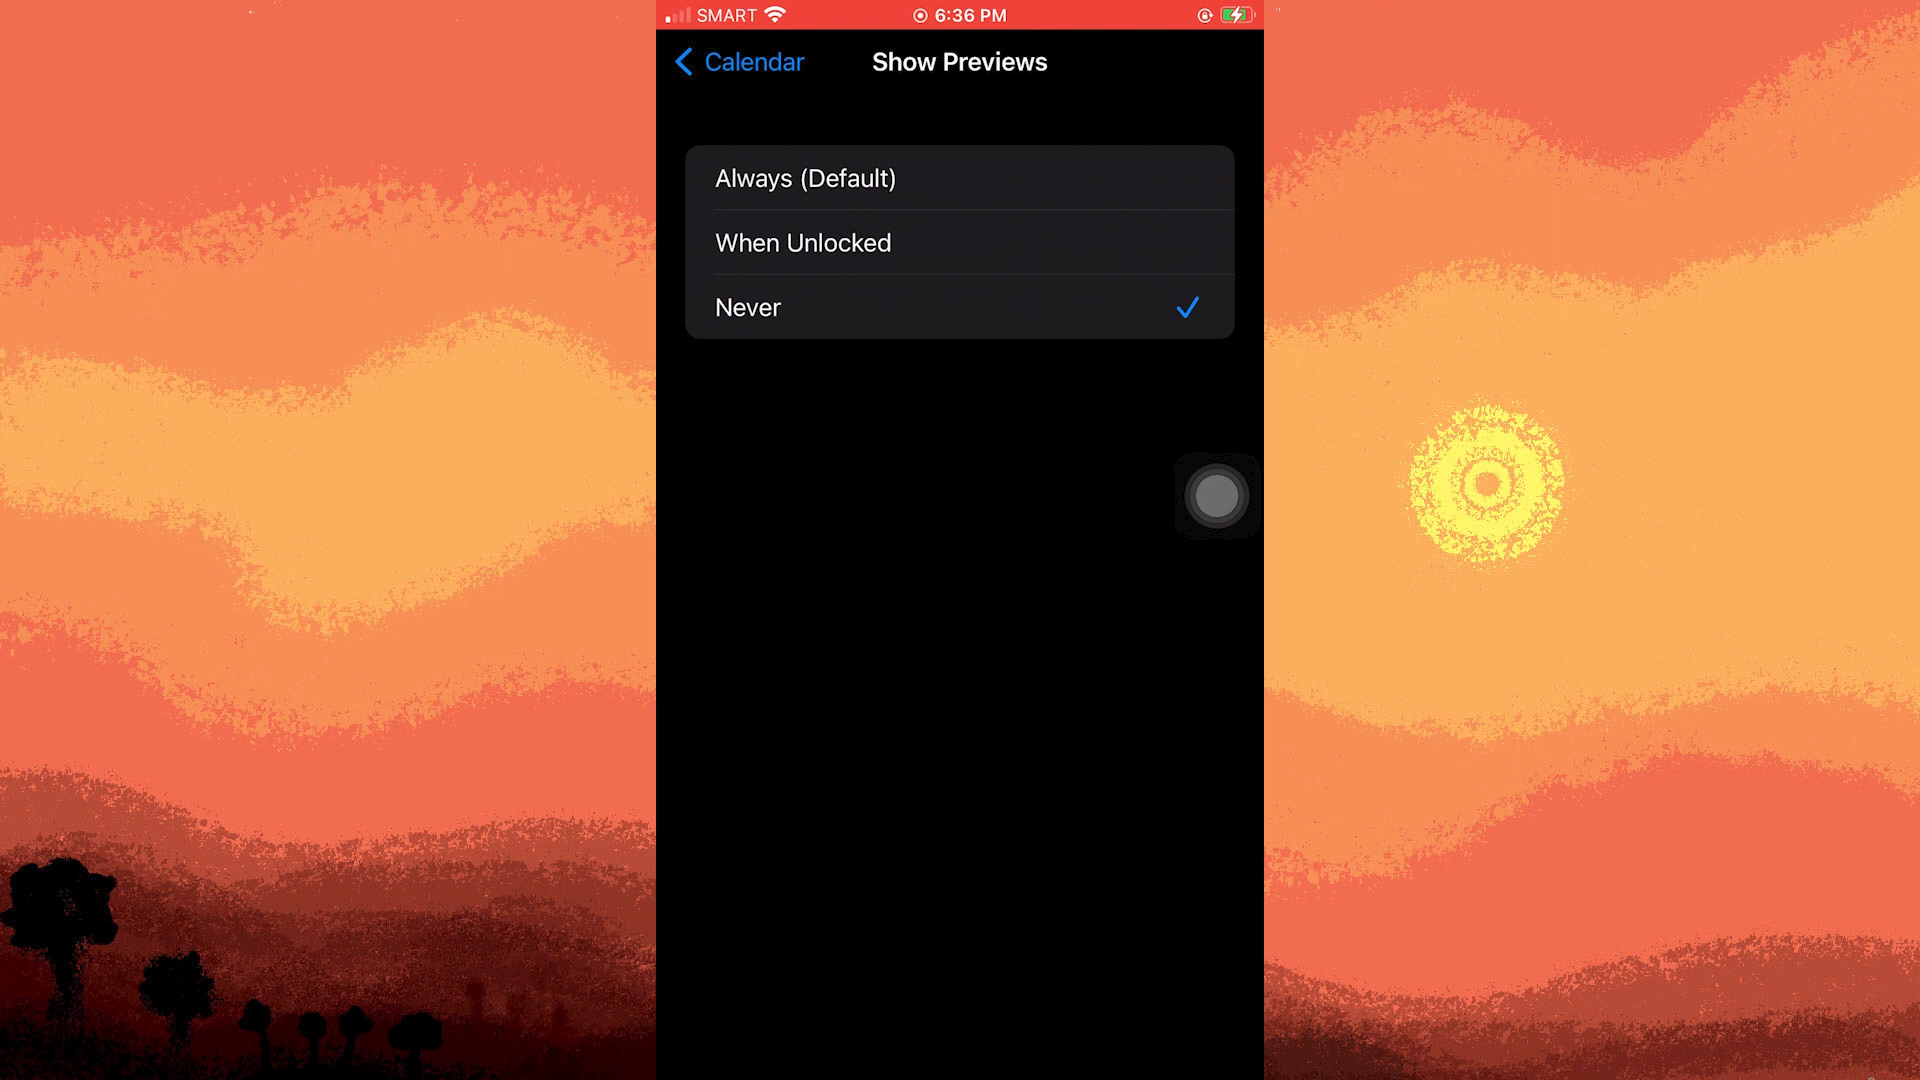 SMART 6:36 PM
Calendar Show Previews
Always (Default)
When Unlocked
Never